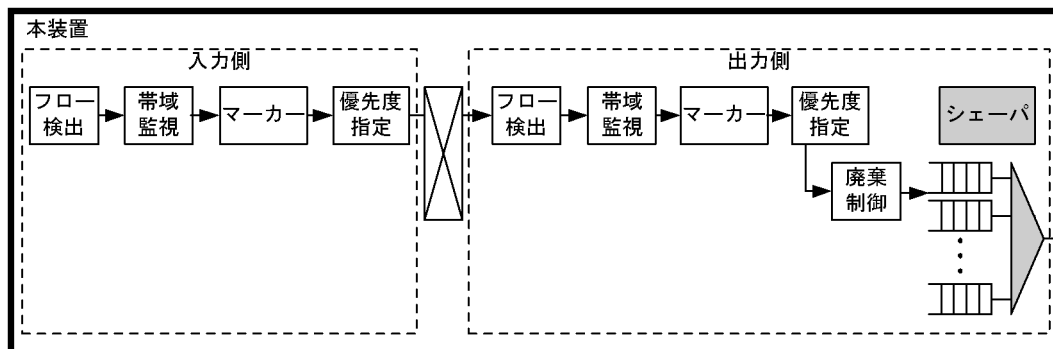 本装置
入力側
フロー
検出
帯域
監視
マーカー
優先度
指定
出力側
フロー
検出
帯域
監視
マーカー
優先度
指定
シェーパ
廃棄
制御